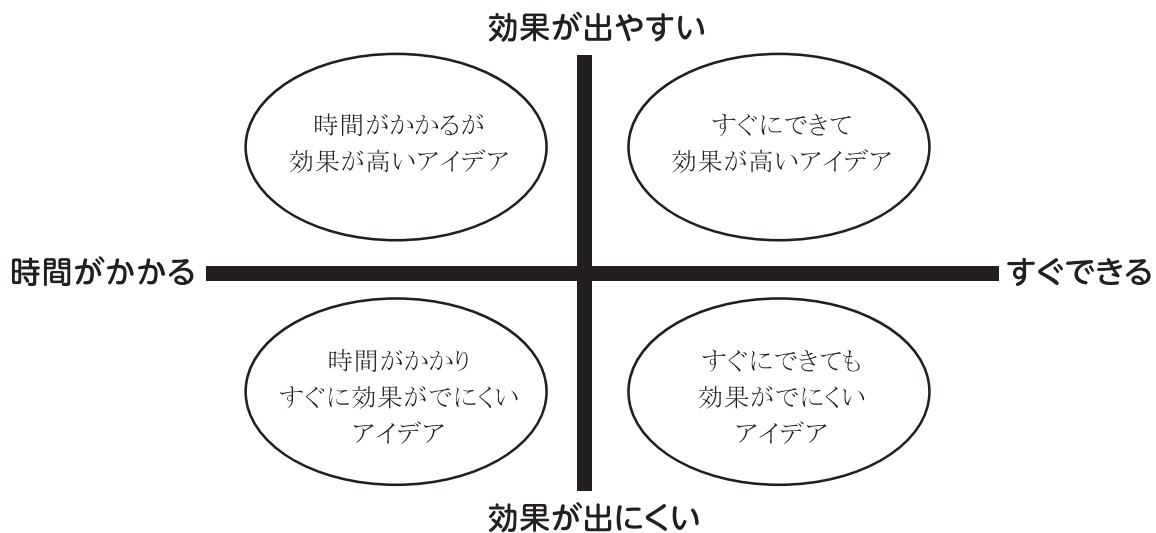 効果が出やすい
時間がかかるが
効果が高いアイデア
すぐにできて
効果が高いアイデア
時間がかかる
すぐできる
時間がかかり
すぐに効果がでにくい
アイデア
すぐにできても
効果がでにくい
アイデア
効果が出にくい